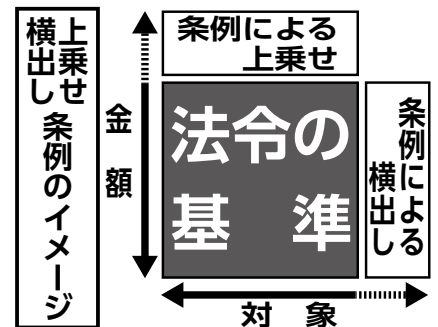 上乗せ
横出し
条例のイメージ
金額
条例による
上乗せ
法令の
基準
条例による
横出し
対象